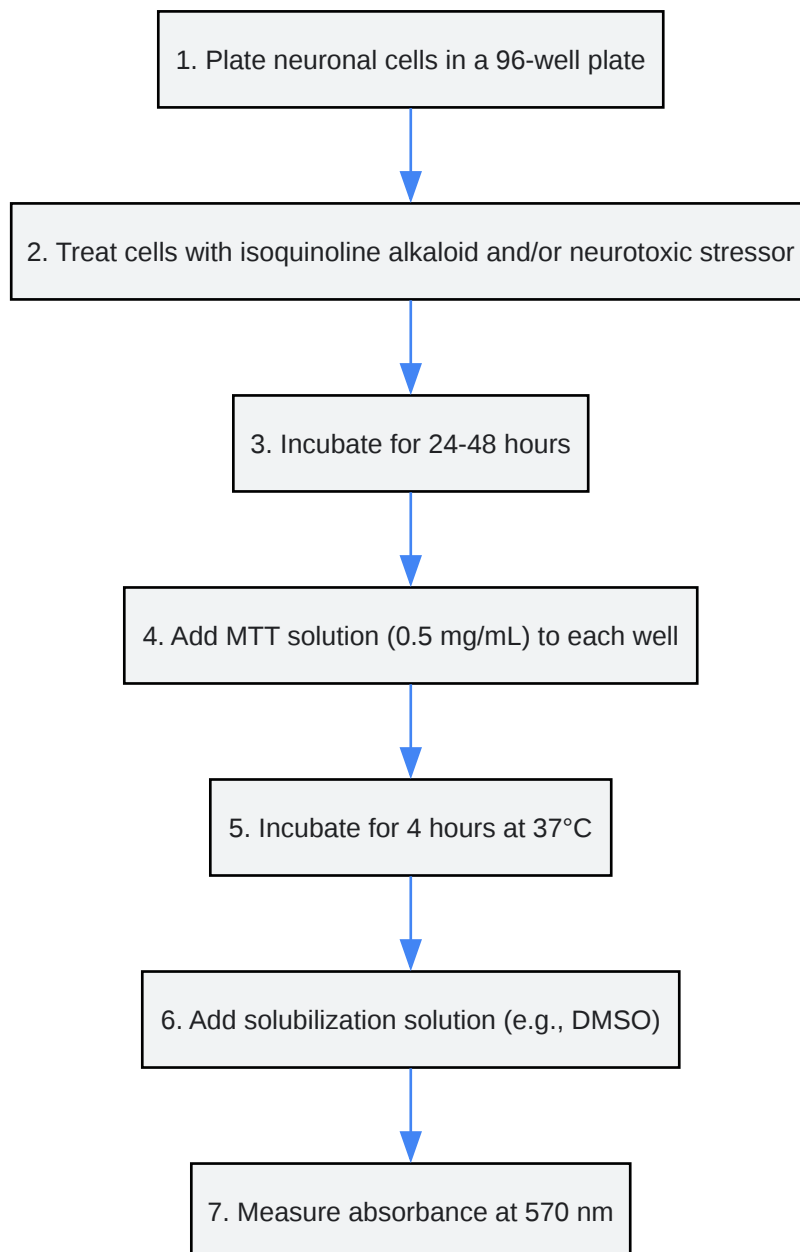 1. Plate neuronal cells in a 96-well plate
2. Treat cells with isoquinoline alkaloid and/or neurotoxic stressor
3. Incubate for 24-48 hours
4. Add MTT solution (0.5 mg/mL) to each well
5. Incubate for 4 hours at 37°C
6. Add solubilization solution (e.g., DMSO)
7. Measure absorbance at 570 nm